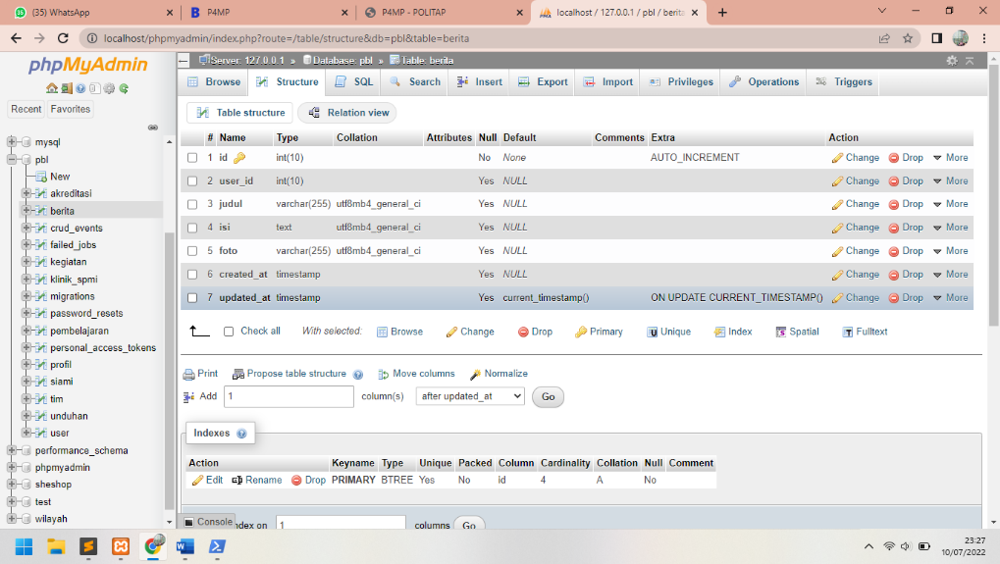 (35) WhatsApp
P4MP
P4MP - POLITAP
localhost / 127.0.0.1 / pbl / berita
localhost/phpmyadmin/index.php?route=/table/structure&db=pbl&table=berita
phpMyAdmin
Recent Favorites
mysql
pbl
New
akreditasi
berita
crud_events
failed_jobs
kegiatan
klinik_spmi
migrations
password_resets
pembelajaran
personal_access_tokens
profil
siami
tim
unduhan
user
performance_schema
phpmyadmin
sheshop
test
wilayah
Server: 127.0.0.1 » Database: pbl » Table: berita
Browse Structure SQL Search Insert Export Import Privileges Operations Triggers
Table structure Relation view
# Name Type Collation Attributes Null Default Comments Extra Action
1 id int(10) No None AUTO_INCREMENT Change Drop More
2 user_id int(10) Yes NULL Change Drop More
3 judul varchar(255) utf8mb4_general_ci Yes NULL Change Drop More
4 isi text utf8mb4_general_ci Yes NULL Change Drop More
5 foto varchar(255) utf8mb4_general_ci Yes NULL Change Drop More
6 created_at timestamp Yes NULL Change Drop More
7 updated_at timestamp Yes current_timestamp() ON UPDATE CURRENT_TIMESTAMP() Change Drop More
Check all With selected: Browse Change Drop Primary Unique Index Spatial Fulltext
Print Propose table structure Move columns Normalize
Add 1 column(s) after updated_at Go
Indexes
Action Keyname Type Unique Packed Column Cardinality Collation Null Comment
Edit Rename Drop PRIMARY BTREE Yes No id 4 A No
Console ndex on 1 columns Go
23:27
10/07/2022